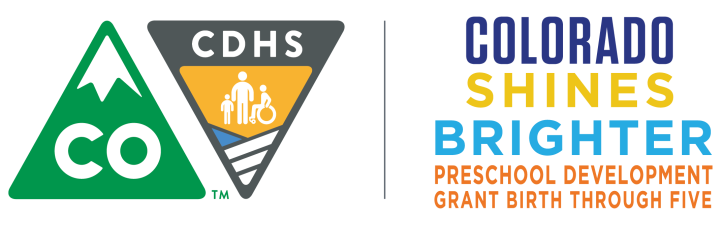 CO
TM
CDHS
COLORADO
SHINES
BRIGHTER
PRESCHOOL DEVELOPMENT
GRANT BIRTH THROUGH FIVE